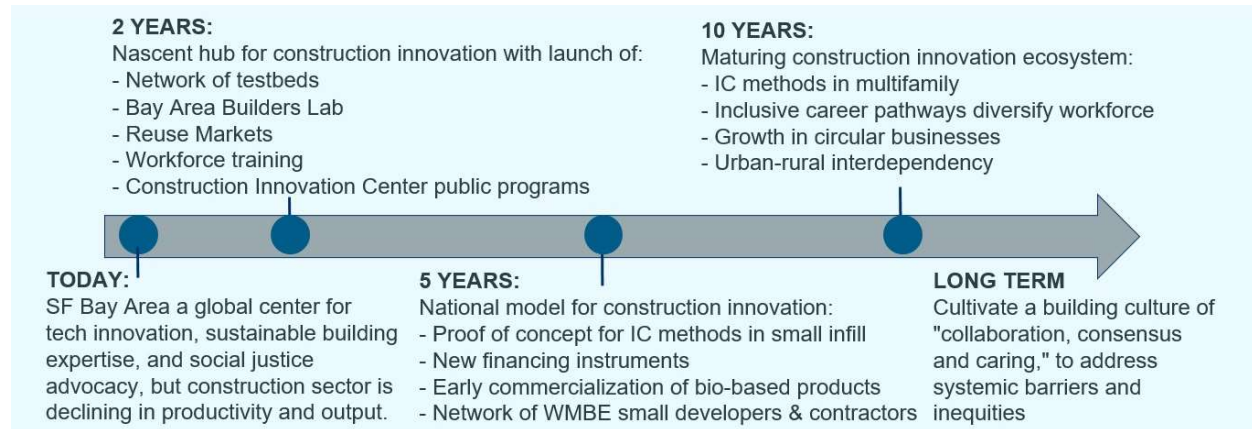 2 YEARS:
Nascent hub for construction innovation with launch of:
- Network of testbeds
- Bay Area Builders Lab
- Reuse Markets
- Workforce training
- Construction Innovation Center public programs
10 YEARS:
Maturing construction innovation ecosystem:
- IC methods in multifamily
- Inclusive career pathways diversify workforce
- Growth in circular businesses
- Urban-rural interdependency
TODAY:
SF Bay Area a global center for
tech innovation, sustainable building
expertise, and social justice
advocacy, but construction sector is
declining in productivity and output.
5 YEARS:
National model for construction innovation:
- Proof of concept for IC methods in small infill
- New financing instruments
- Early commercialization of bio-based products
- Network of WMBE small developers & contractors
LONG TERM
Cultivate a building culture of
"collaboration, consensus
and caring," to address
systemic barriers and
inequities